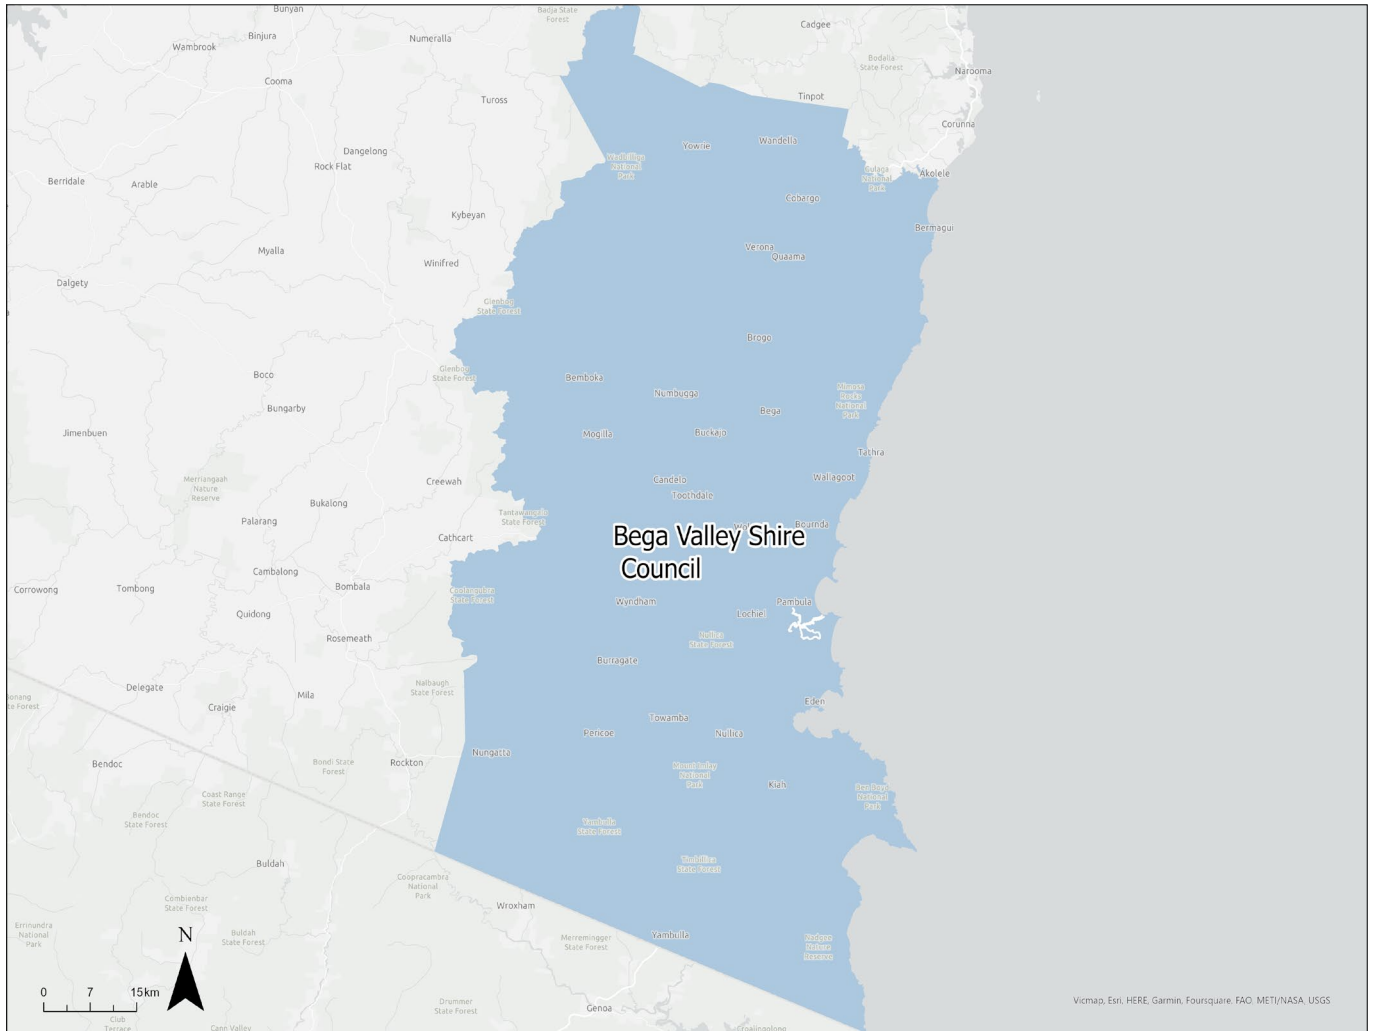 Bunyan
Badja State
Forest
Cadgee
Binjura
Numeralla
Wambrook
Bodalla
State Forest
Narooma
Cooma
Tuross
Tinpot
Corunna
Wandella
Yowrie
Dangelong
Wadbilliga
National
Park
Rock Flat
Gulaga
National
Park
Akolele
Berridale
Arable
Cobargo
Kybeyan
Bermagui
Verona
Quaama
Myalla
Winifred
Dalgety
Glenbog
State Forest
Brogo
Glenbog
State Forest
Boco
Bemboka
Numbugga
Mimosa
Rocks
National
Park
Bungarby
Bega
Jimenbuen
Mogilla
Buckajo
Tathra
Merriangaah
Nature
Reserve
Creewah
Candelo
Wallagoot
Toothdale
Bukalong
Palarang
Tantawangalo
State Forest
Bournda
Cathcart
Bega Valley Shire
Council
Cambalong
Corrowong
Tombong
Bombala
Coolangubra
State Forest
Wyndham
Pambula
Quidong
Lochiel
Rosemeath
Nullica
State Forest
Burragate
Delegate
Mila
Nalbaugh
State Forest
Craigie
Eden
Towamba
Pericoe
Nullica
Bendoc
Bondi State
Forest
Rockton
Nungatta
Mount Imlay
National
Park
Kiah
Ben Boyd
National
Park
Coast Range
State Forest
Bendoc
State Forest
Yambulla
State Forest
Buldah
Timbillica
State Forest
Coopracambra
National
Park
Combienbar
State Forest
Wroxham
Errinundra
National
Park
Buldah
State Forest
Merremingger
State Forest
Yambulla
Nadgee
Nature
Reserve
N
0 7 15km
Drummer
State Forest
Genoa
Club
Terrace
Cann Valley
Vicmap, Esri, HERE, Garmin, Foursquare, FAO, METI/NASA, USGS